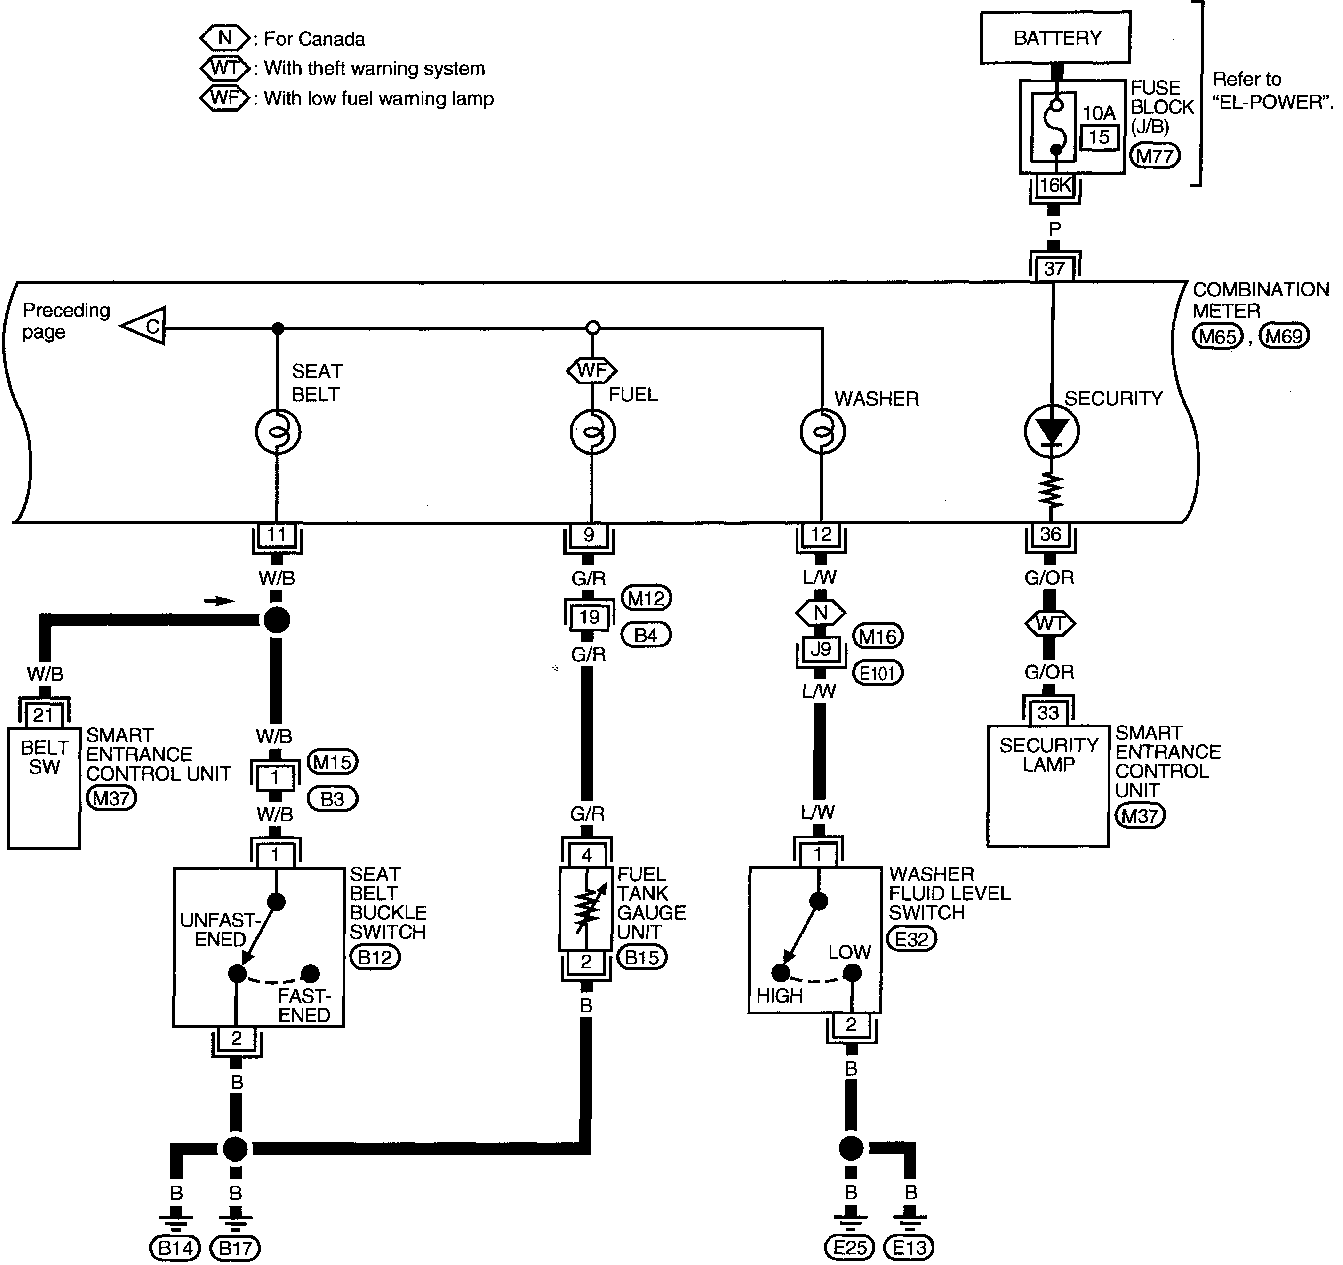 N : For Canada
WT : With theft warning system
WF : With low fuel warning lamp
BATTERY
Refer to
"EL-POWER".
FUSE
BLOCK
(J/B)
M77
10A
15
16K
P
37
Preceding
page
C
COMBINATION
METER
M65 , M69
SEAT
BELT
WF
FUEL
WASHER
SECURITY
11
9
12
36
W/B
G/R
L/W
G/OR
M12
19
B4
G/R
N
M16
J9
E101
L/W
WT
G/OR
W/B
21
BELT
SW
SMART
ENTRANCE
CONTROL UNIT
M37
W/B
M15
1
B3
W/B
G/R
L/W
33
SECURITY
LAMP
SMART
ENTRANCE
CONTROL
UNIT
M37
1
UNFAST-
ENED
FAST-
ENED
SEAT
BELT
BUCKLE
SWITCH
B12
2
4
FUEL
TANK
GAUGE
UNIT
B15
2
1
HIGH
LOW
WASHER
FLUID LEVEL
SWITCH
E32
2
B
B
B
B
B
B
B
B14
B17
E25
E13